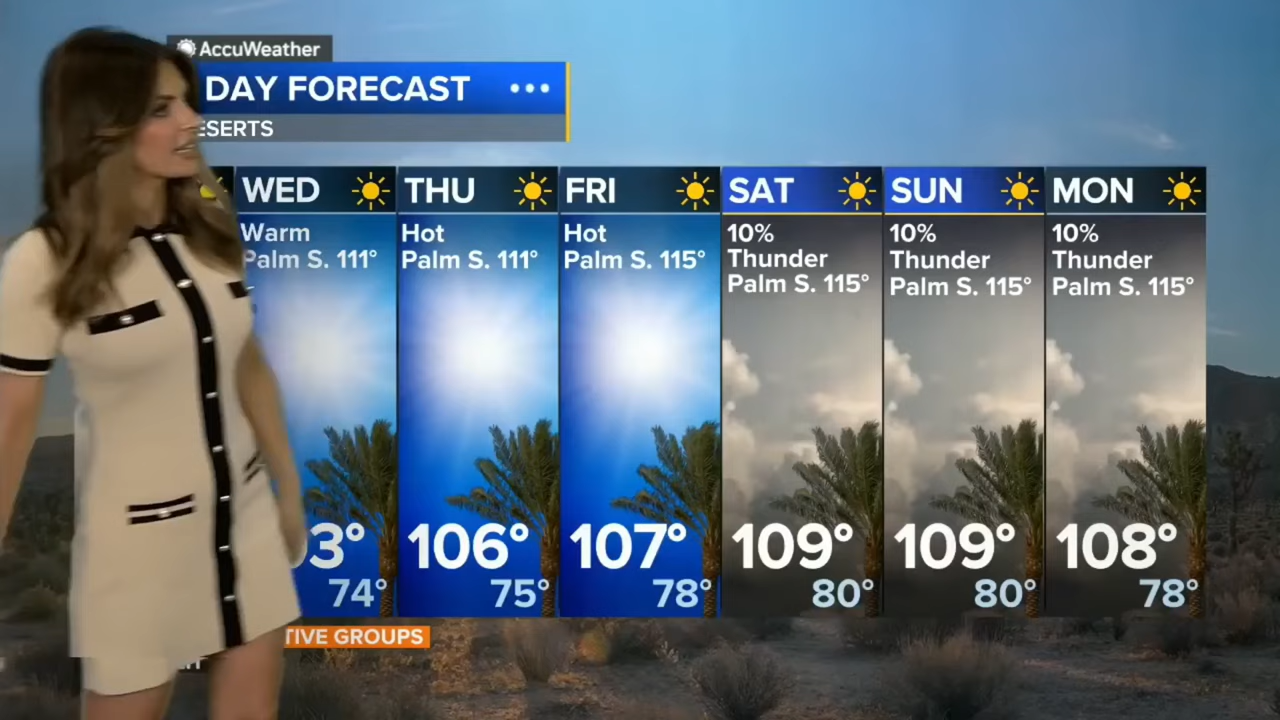 AccuWeather
DAY FORECAST
ESERTS
WED
THU
FRI
SAT
SUN
MON
Warm
Palm S. 111°
Hot
Palm S. 111°
Hot
Palm S. 115°
10%
Thunder
Palm S. 115°
10%
Thunder
Palm S. 115°
10%
Thunder
Palm S. 115°
03°
74°
106°
75°
107°
78°
109°
80°
109°
80°
108°
78°
TIVE GROUPS